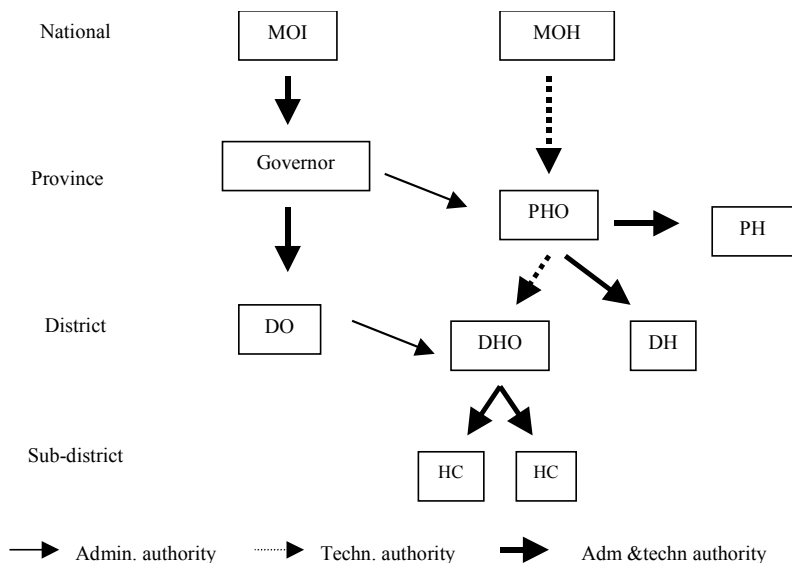 National
MOI
MOH
Governor
Province
PHO
PH
District
DO
DHO
DH
Sub-district
HC
HC
Admin. authority
Techn. authority
Adm &techn authority